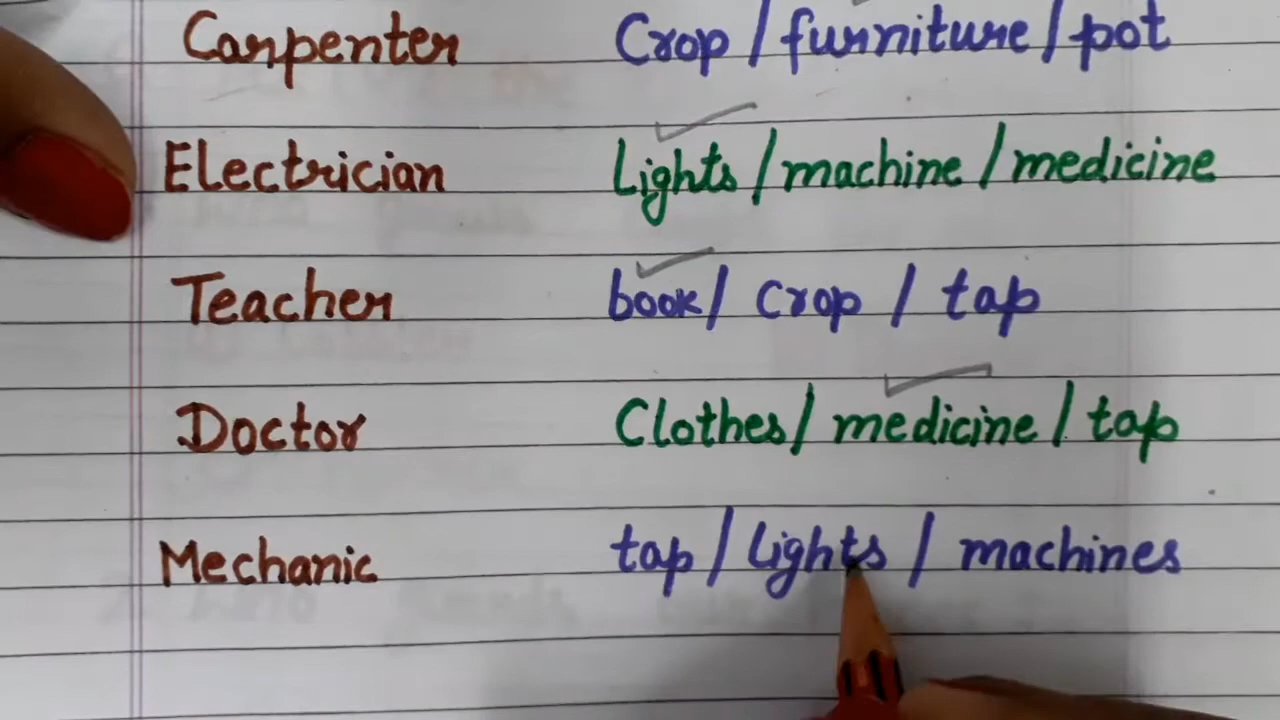 Carpenter Crop / furniture / pot
Electrician Lights / machine / medicine
Teacher book / crop / tap
Doctor Clothes / medicine / tap
Mechanic tap / lights / machines